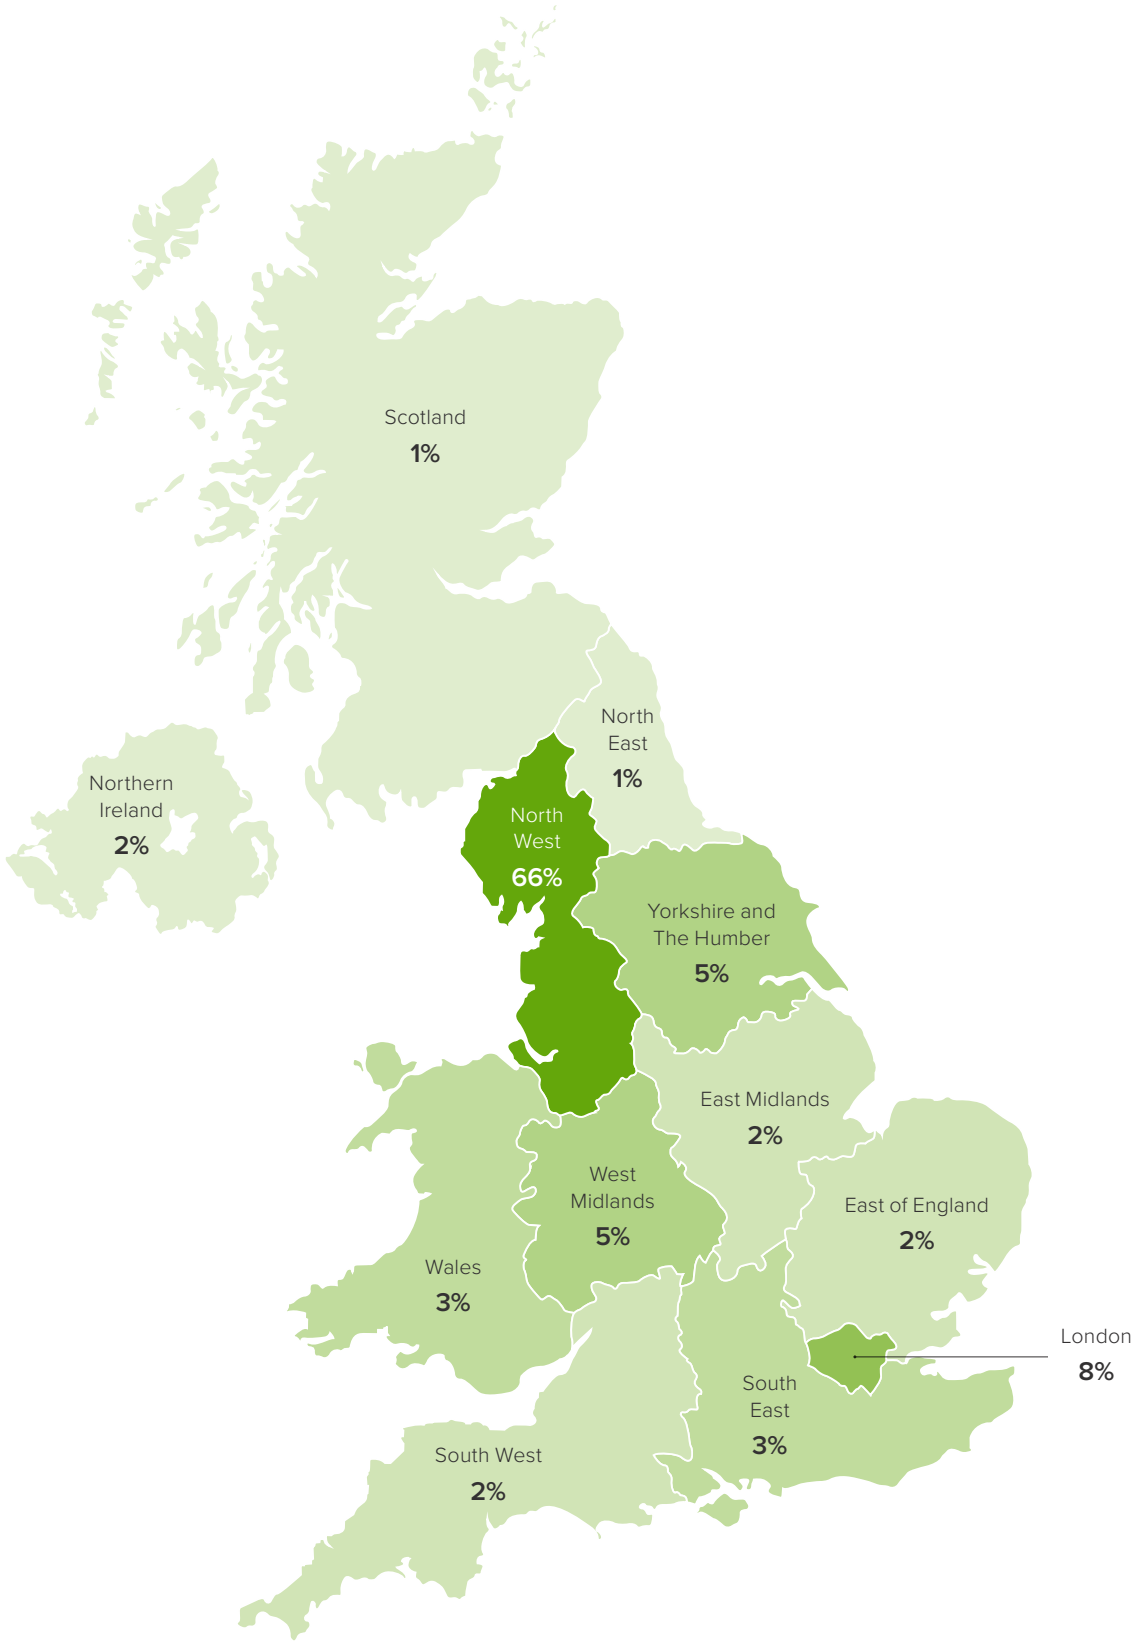 Scotland
1%
North
East
1%
Northern
Ireland
2%
North
West
66%
Yorkshire and
The Humber
5%
East Midlands
2%
West
Midlands
5%
East of England
2%
Wales
3%
London
8%
South
East
3%
South West
2%